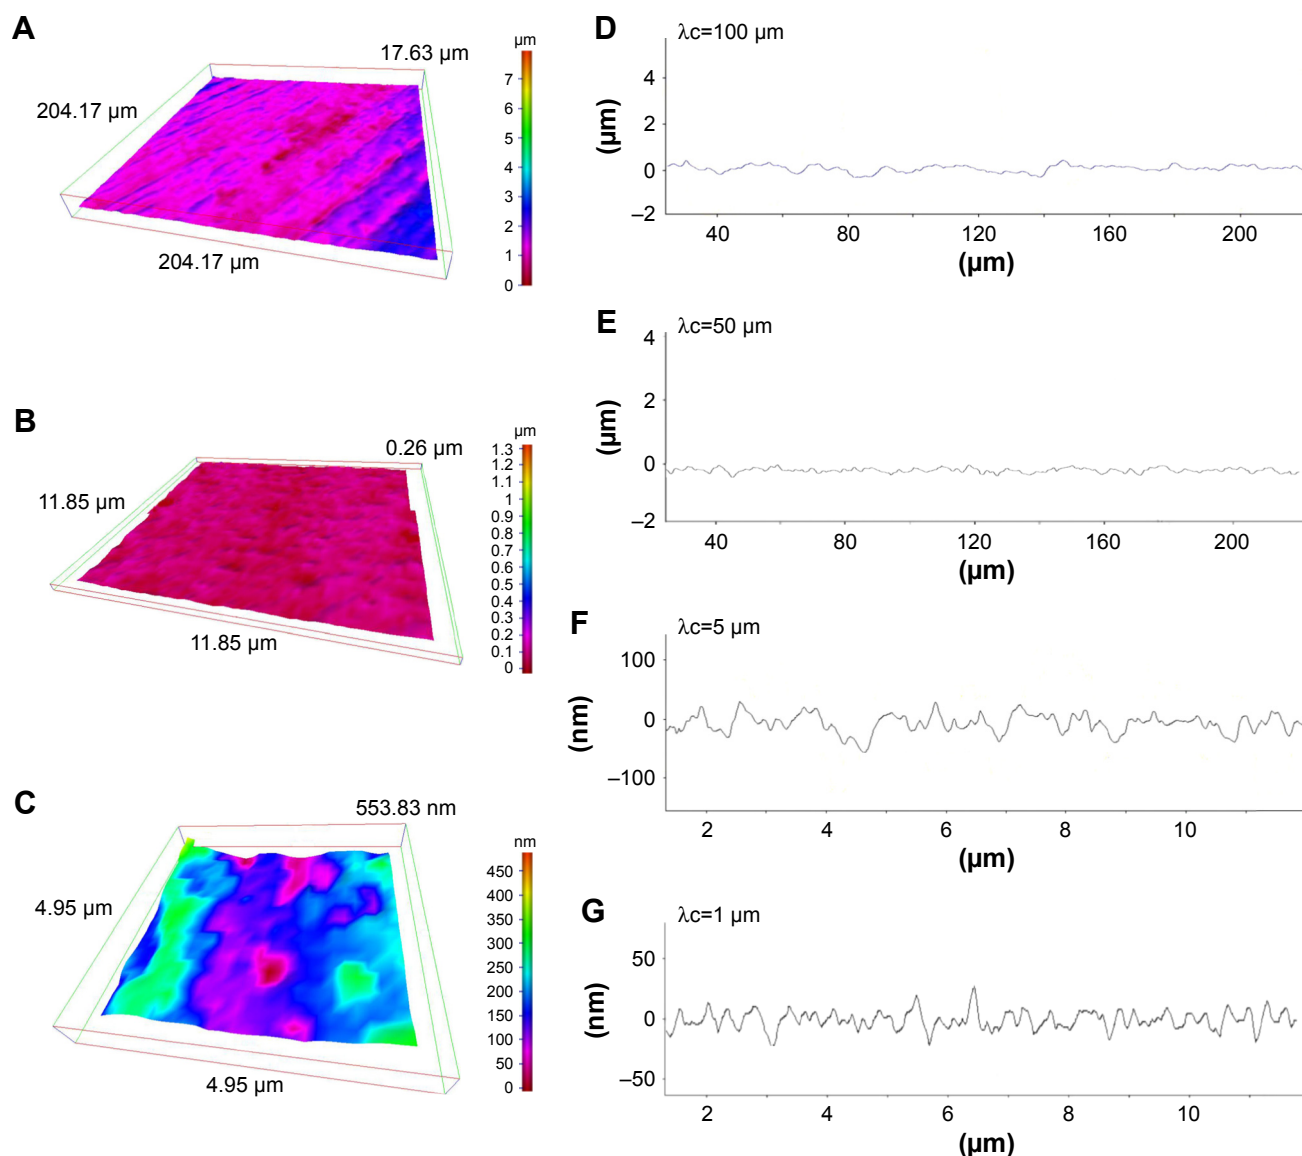 A
17.63 µm
204.17 µm
204.17 µm
µm
7
6
5
4
3
2
1
0
B
0.26 µm
11.85 µm
11.85 µm
µm
1.3
1.2
1.1
1
0.9
0.8
0.7
0.6
0.5
0.4
0.3
0.2
0.1
0
C
553.83 nm
4.95 µm
4.95 µm
nm
450
400
350
300
250
200
150
100
50
0
D
λc=100 µm
(µm)
4
2
0
–2
40 80 120 160 200
(µm)
E
λc=50 µm
(µm)
4
2
0
–2
40 80 120 160 200
(µm)
F
λc=5 µm
(nm)
100
0
–100
2 4 6 8 10
(µm)
G
λc=1 µm
(nm)
50
0
–50
2 4 6 8 10
(µm)